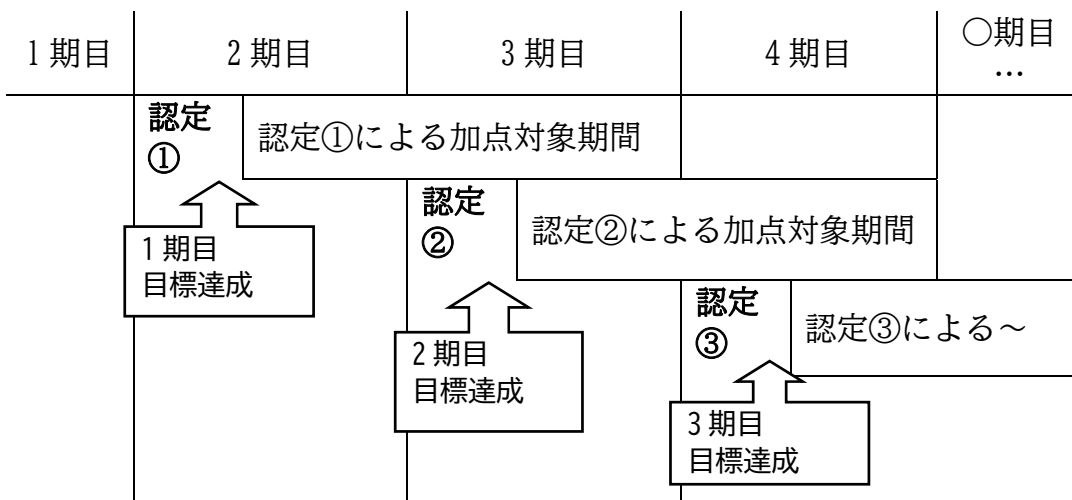 1期目
2期目
3期目
4期目
○期目
…
認定
①
認定①による加点対象期間
1期目
目標達成
認定
②
認定②による加点対象期間
2期目
目標達成
認定
③
認定③による~
3期目
目標達成